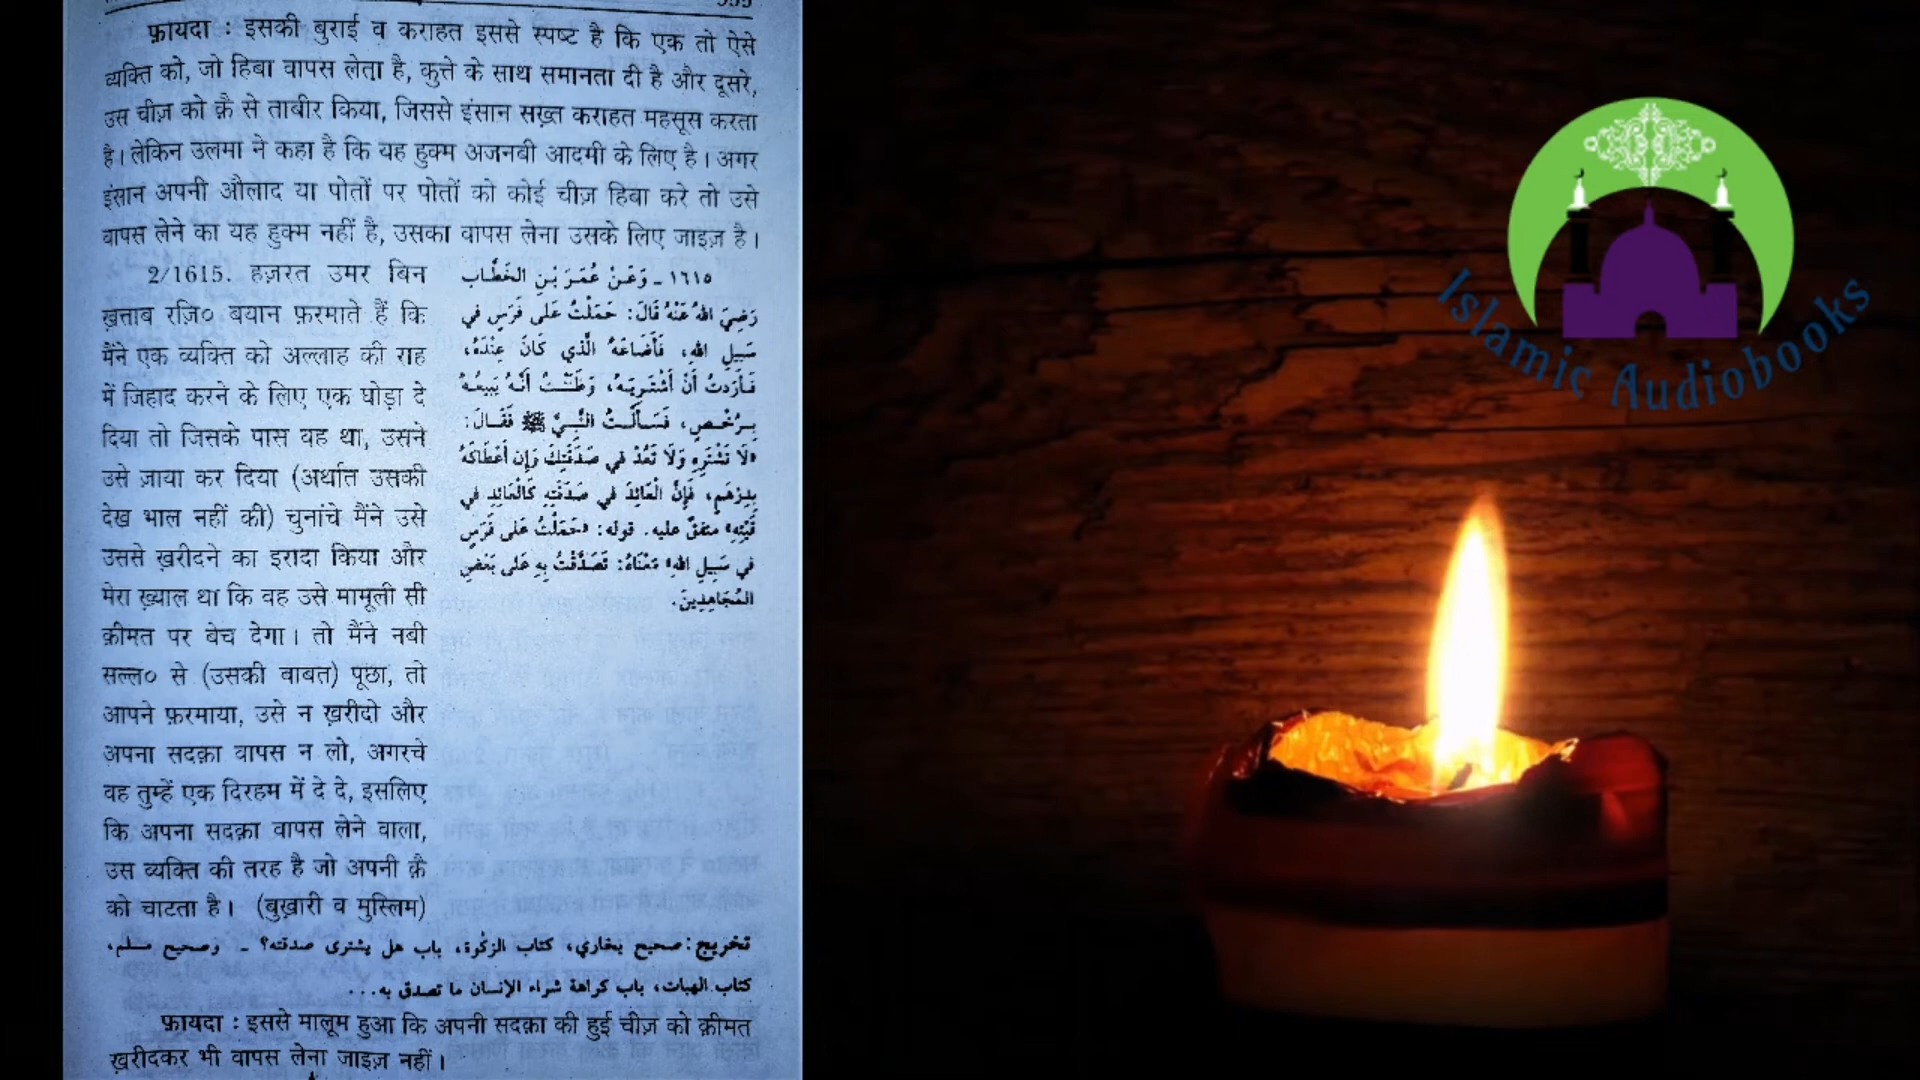 फ़ायदा : इसकी बुराई व कराहत इससे स्पष्ट है कि एक तो ऐसे
व्यक्ति को, जो हिबा वापस लेता है, कुत्ते के साथ समानता दी है और दूसरे,
उस चीज़ को क़ै से ताबीर किया, जिससे इंसान सख़्त कराहत महसूस करता
है। लेकिन उलमा ने कहा है कि यह हुक्म अजनबी आदमी के लिए है। अगर
इंसान अपनी औलाद या पोतों पर पोतों को कोई चीज़ हिबा करे तो उसे
वापस लेने का यह हुक्म नहीं है, उसका वापस लेना उसके लिए जाइज़ है।
2/1615. हज़रत उमर बिन
ख़त्ताब रज़ि० बयान फ़रमाते हैं कि
मैंने एक व्यक्ति को अल्लाह की राह
में जिहाद करने के लिए एक घोड़ा दे
दिया तो जिसके पास वह था, उसने
उसे ज़ाया कर दिया (अर्थात उसकी
देख भाल नहीं की) चुनांचे मैंने उसे
उससे ख़रीदने का इरादा किया और
मेरा ख़्याल था कि वह उसे मामूली सी
क़ीमत पर बेच देगा। तो मैंने नबी
सल्ल० से (उसकी बाबत) पूछा, तो
आपने फ़रमाया, उसे न ख़रीदो और
अपना सदक़ा वापस न लो, अगरचे
वह तुम्हें एक दिरहम में दे दे, इसलिए
कि अपना सदक़ा वापस लेने वाला,
उस व्यक्ति की तरह है जो अपनी क़ै
को चाटता है। (बुख़ारी व मुस्लिम)
١٦١٥ ـ وَعَنْ عُمَرَ بْنِ الخَطَّاب
رَضِيَ اللهُ عَنْهُ قَالَ: حَمَلْتُ عَلَى فَرَسٍ في
سَبِيلِ اللهِ، فَأَضَاعَهُ الَّذِي كَانَ عِنْدَهُ،
فَأَرَدتُ أَنْ أَشْتَرِيَهُ، وَظَنَنْتُ أَنَّهُ يَبِيعُهُ
بِرُخْصٍ، فَسَأَلْتُ النَّبِيَّ ﷺ فَقَالَ:
«لَا تَشْتَرِهِ وَلَا تَعُدْ في صَدَقَتِكَ وَإِن أَعْطَاكَهُ
بِدِرْهَمٍ، فَإِنَّ الْعَائِدَ في صَدَقَتِهِ كَالْعَائِدِ في
قَيْئِهِ» متفقٌ عليه. قوله: «حَمَلْتُ عَلَى فَرَسٍ
في سَبِيلِ اللهِ» مَعْنَاهُ: تَصَدَّقْتُ بِهِ عَلَى بَعْضِ
المُجَاهِدِينَ.
تخريج: صحيح بخاري، كتاب الزكوة، باب هل يشترى صدقته؟ ـ وصحيح مسلم،
كتاب الهبات، باب كراهة شراء الإنسان ما تصدق به...
फ़ायदा : इससे मालूम हुआ कि अपनी सदक़ा की हुई चीज़ को क़ीमत
ख़रीदकर भी वापस लेना जाइज़ नहीं।
Islamic Audiobooks